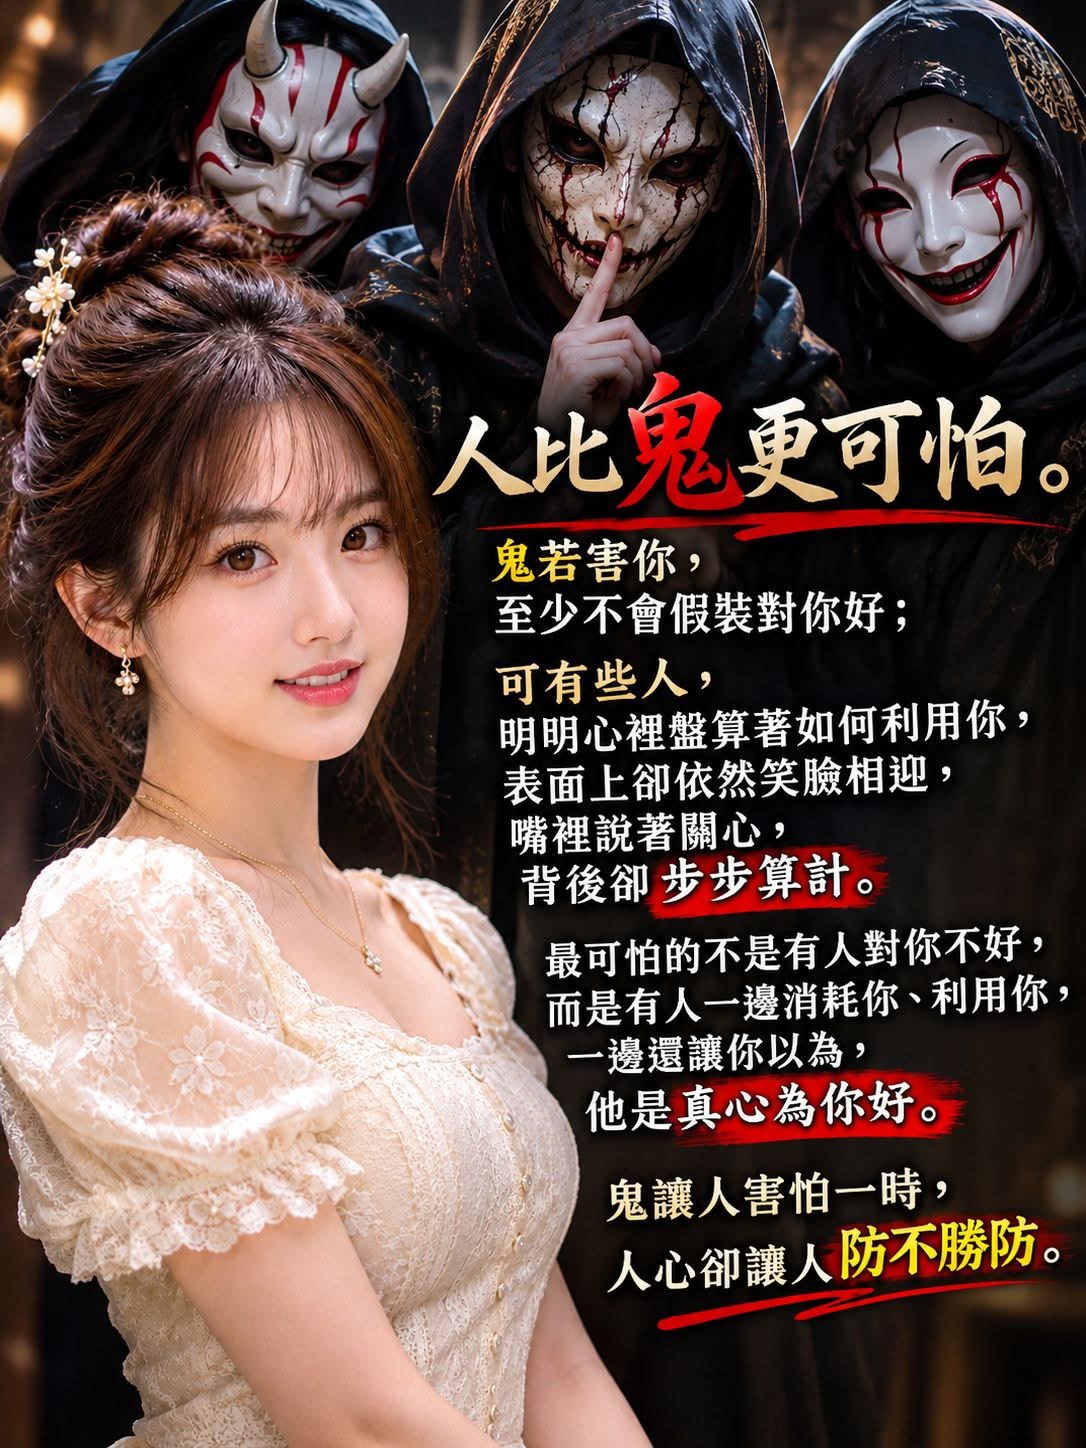 人比鬼更可怕。
鬼若害你，
至少不會假裝對你好；
可有些人，
明明心裡盤算著如何利用你，
表面上卻依然笑臉相迎，
嘴裡說著關心，
背後卻步步算計。
最可怕的不是有人對你不好，
而是有人一邊消耗你、利用你，
一邊還讓你以為，
他是真心為你好。
鬼讓人害怕一時，
人心卻讓人防不勝防。